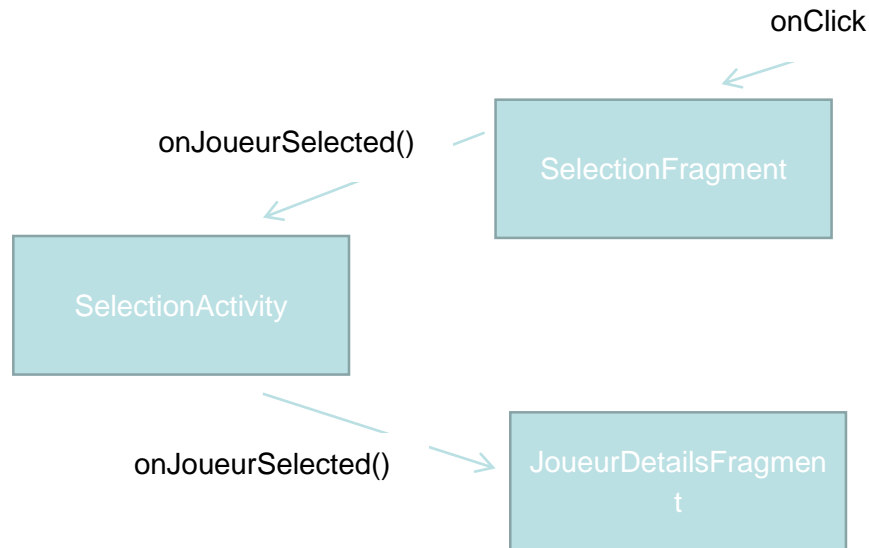 onClick
onJoueurSelected()
SelectionFragment
SelectionActivity
onJoueurSelected()
JoueurDetailsFragmen
t